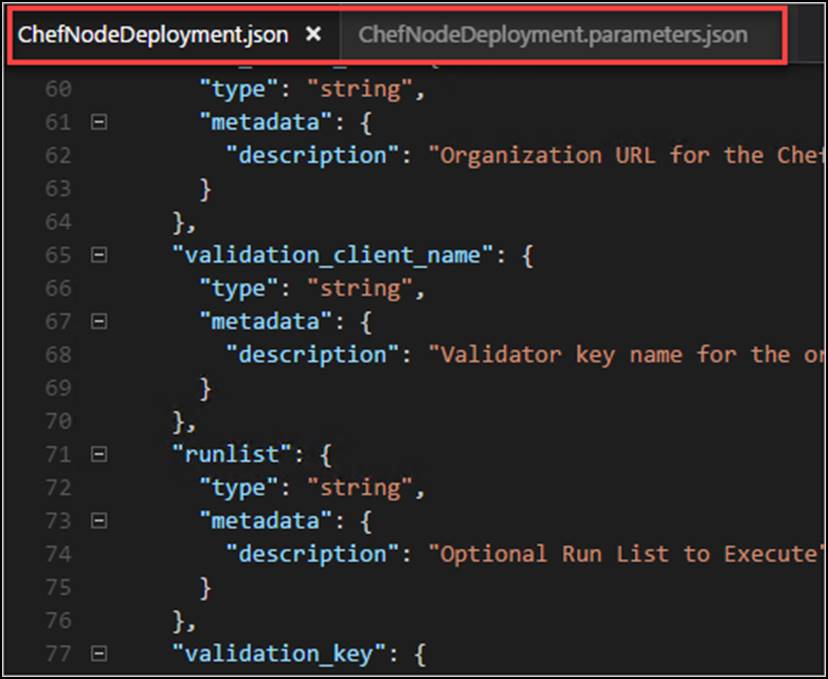 ChefNodeDeployment.json × ChefNodeDeployment.parameters.json
60 "type": "string",
61 "metadata": {
62 "description": "Organization URL for the Chef
63 }
64 },
65 "validation_client_name": {
66 "type": "string",
67 "metadata": {
68 "description": "Validator key name for the or
69 }
70 },
71 "runlist": {
72 "type": "string",
73 "metadata": {
74 "description": "Optional Run List to Execute"
75 }
76 },
77 "validation_key": {